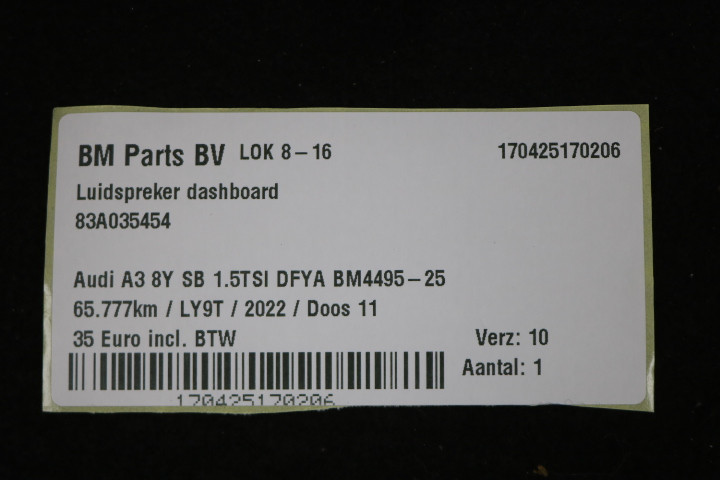 BM Parts BV LOK 8-16 170425170206
Luidspreker dashboard
83A035454
Audi A3 8Y SB 1.5TSI DFYA BM4495-25
65.777km / LY9T / 2022 / Doos 11
35 Euro incl. BTW Verz: 10
Aantal: 1
170425170206